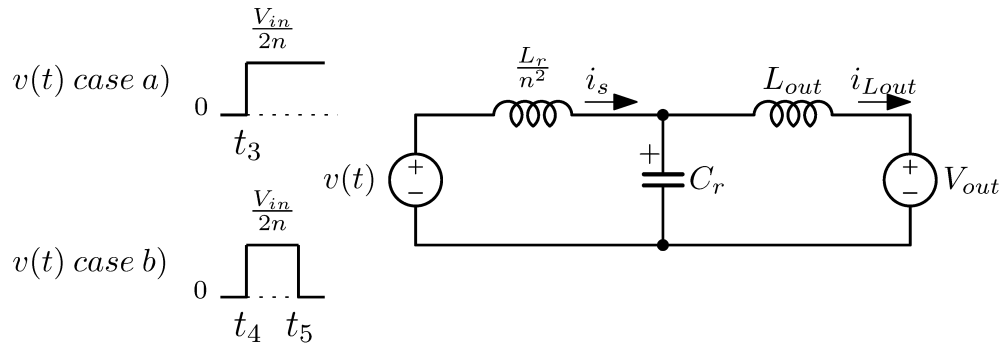 V_in/2n
v(t) case a)
0
t_3
L_r/n^2
i_s
L_out
i_Lout
v(t)
+
−
+
C_r
+
−
V_out
V_in/2n
v(t) case b)
0
t_4
t_5